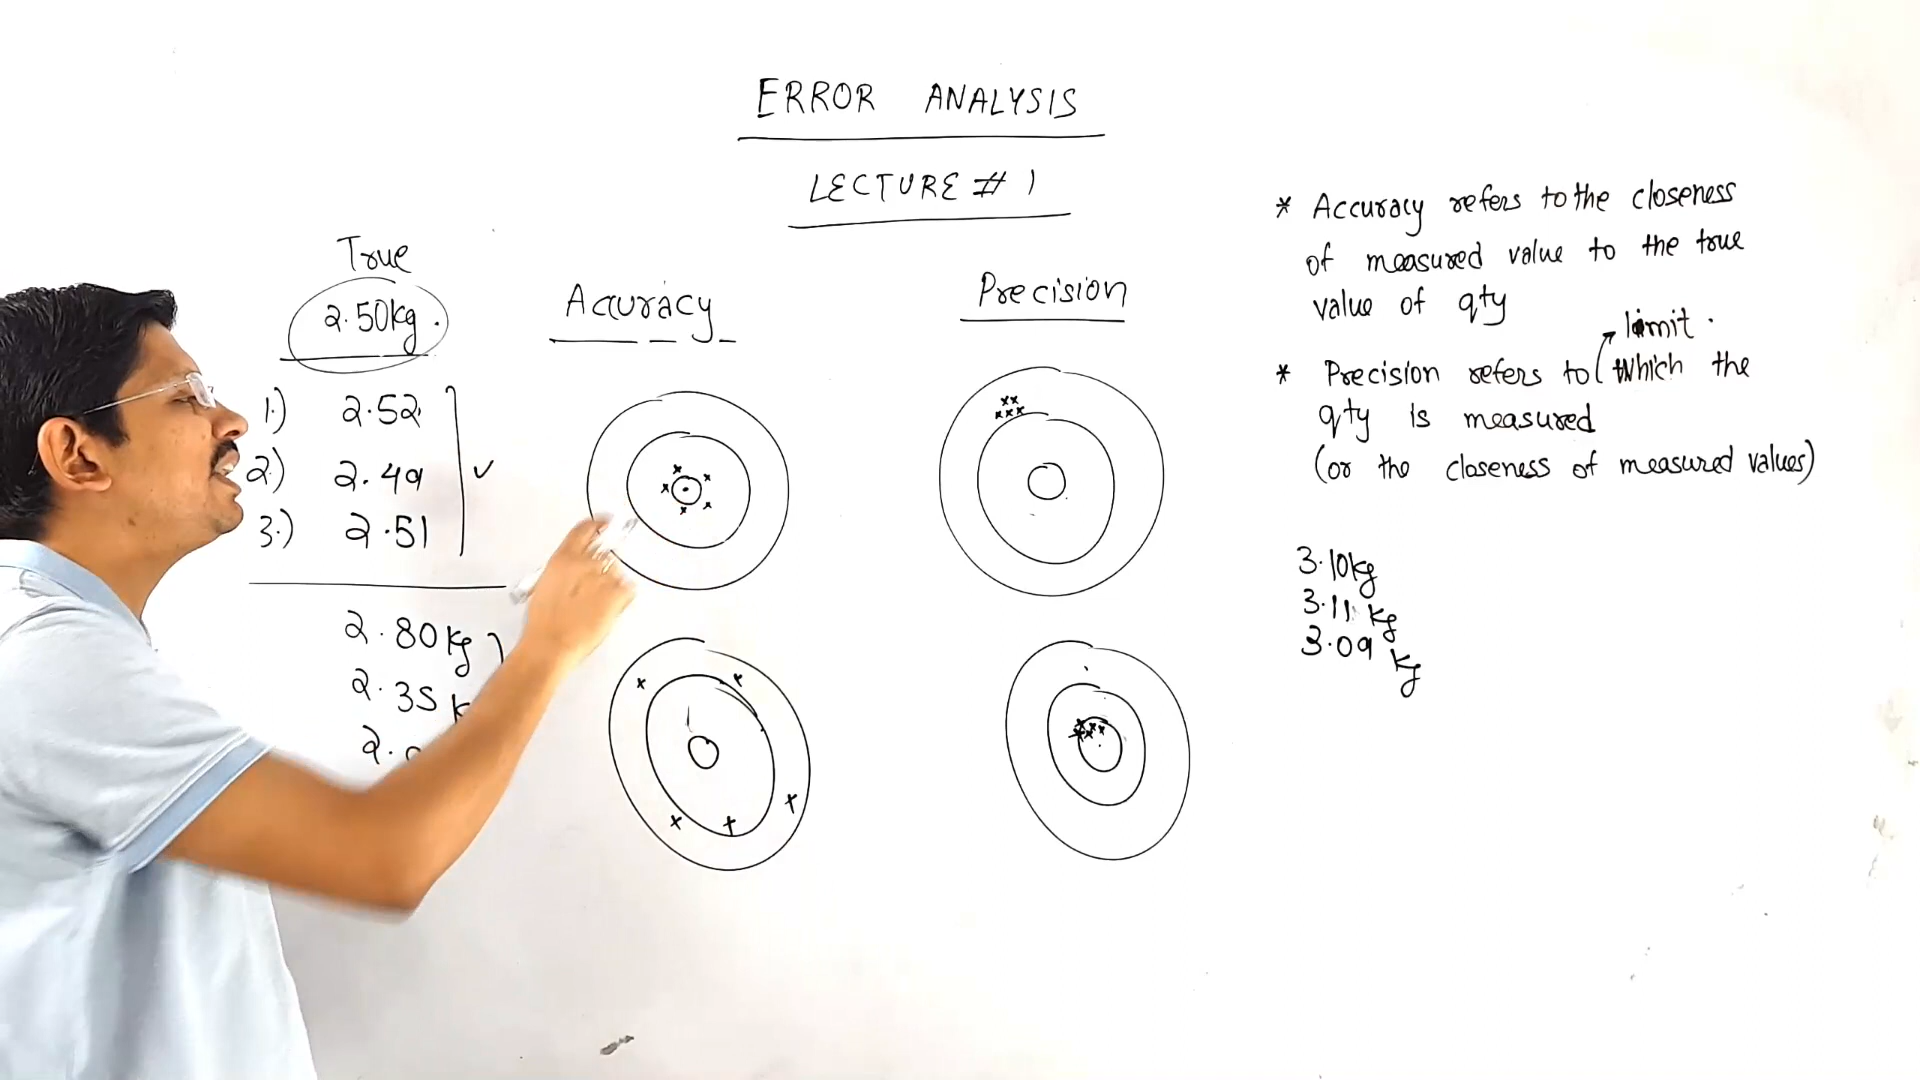 ERROR ANALYSIS
LECTURE # 1
True
2.50kg.
1.) 2.52
2.) 2.49
3.) 2.51
2.80 kg
2.35 k
2.
Accuracy
Precision
* Accuracy refers to the closeness
of measured value to the true
value of qty
limit.
* Precision refers to which the
qty is measured
(or the closeness of measured values)
3.10kg
3.11 kg
3.09 kg